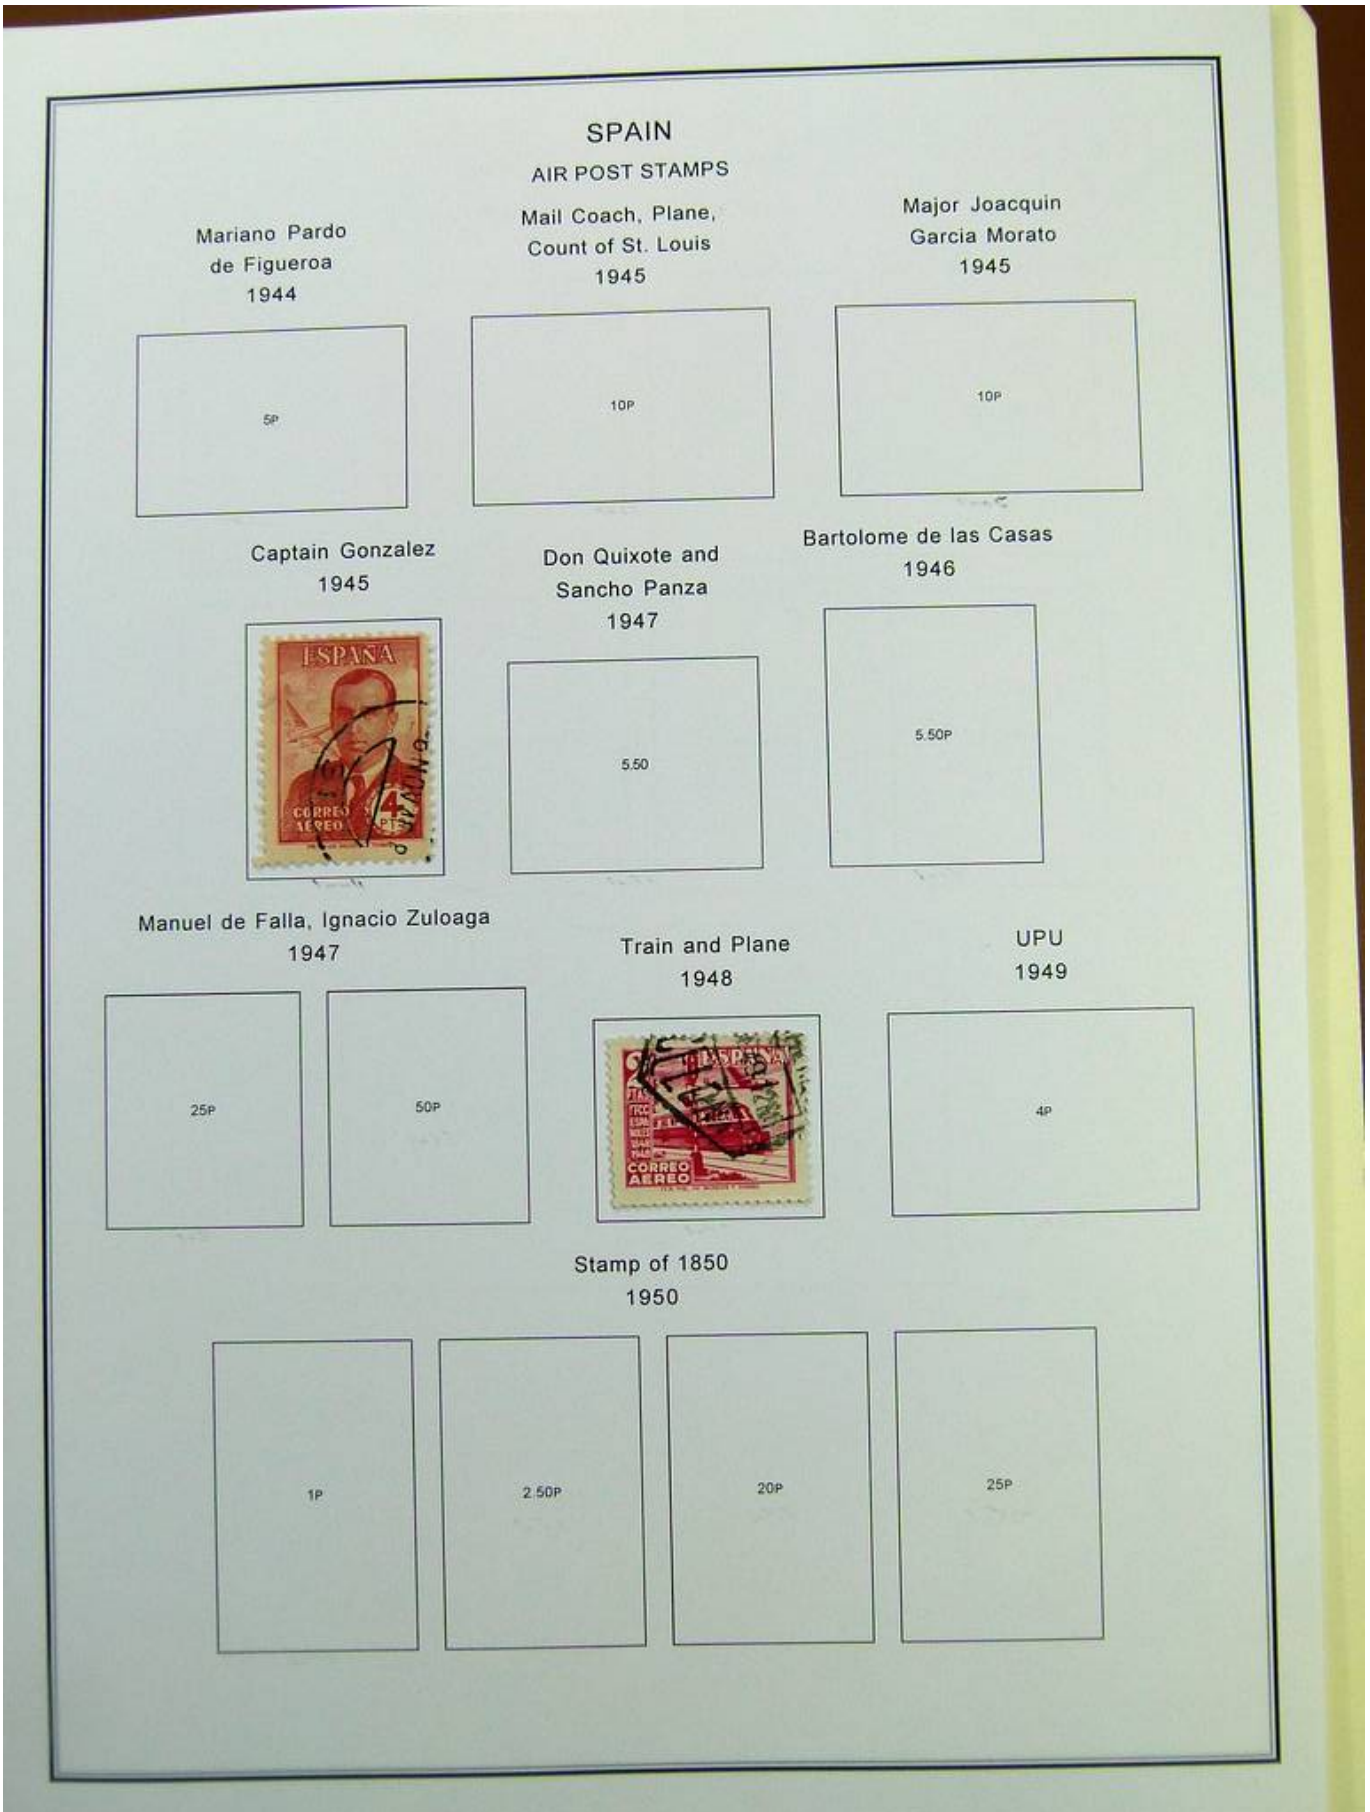 SPAIN
AIR POST STAMPS
Mariano Pardo
de Figueroa
1944
Mail Coach, Plane,
Count of St. Louis
1945
Major Joacquin
Garcia Morato
1945
5P
10P
10P
Captain Gonzalez
1945
Don Quixote and
Sancho Panza
1947
Bartolome de las Casas
1946
ESPAÑA
CORREO
AEREO
4
PTS
5.50
5.50P
Manuel de Falla, Ignacio Zuloaga
1947
Train and Plane
1948
UPU
1949
25P
50P
2
ESPAÑA
1848
1948
CORREO
AEREO
4P
Stamp of 1850
1950
1P
2.50P
20P
25P